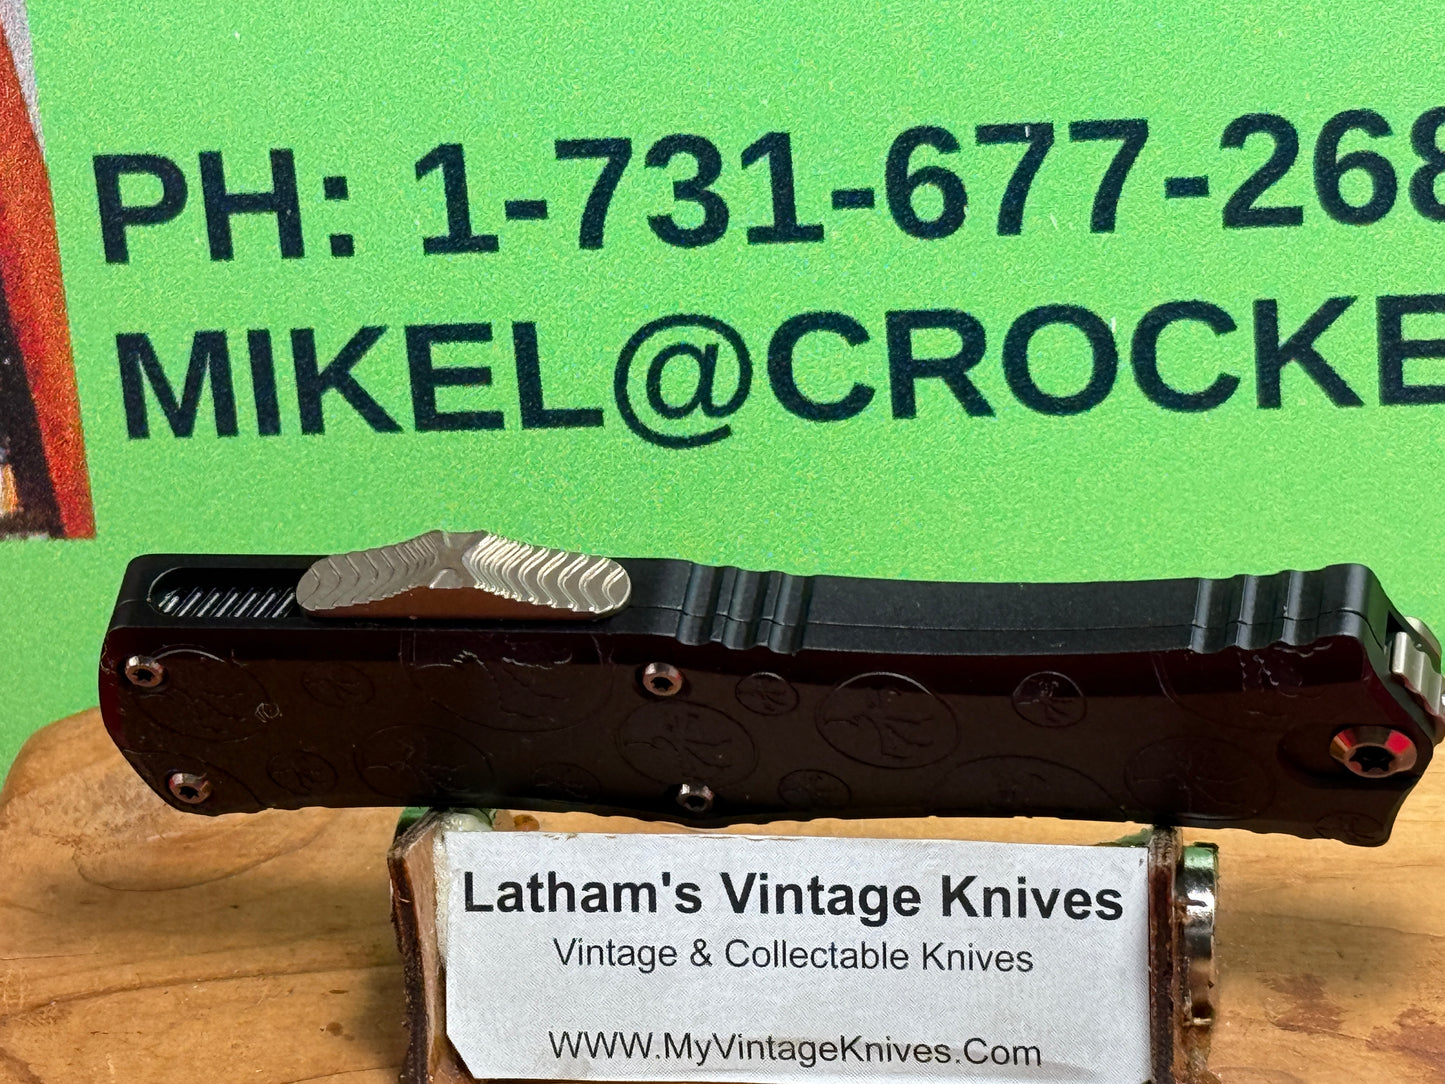 PH: 1-731-677-268
MIKEL@CROCKE
Latham's Vintage Knives
Vintage & Collectable Knives
WWW.MyVintageKnives.Com